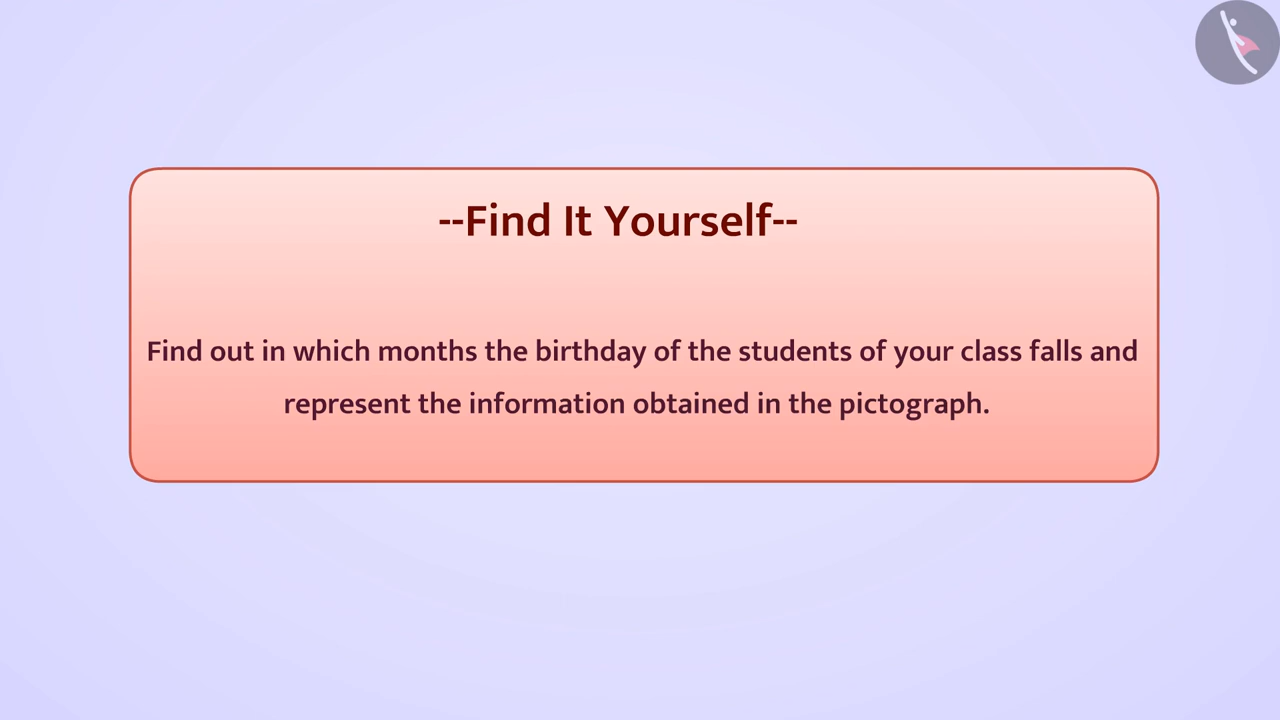 --Find It Yourself--
Find out in which months the birthday of the students of your class falls and
represent the information obtained in the pictograph.